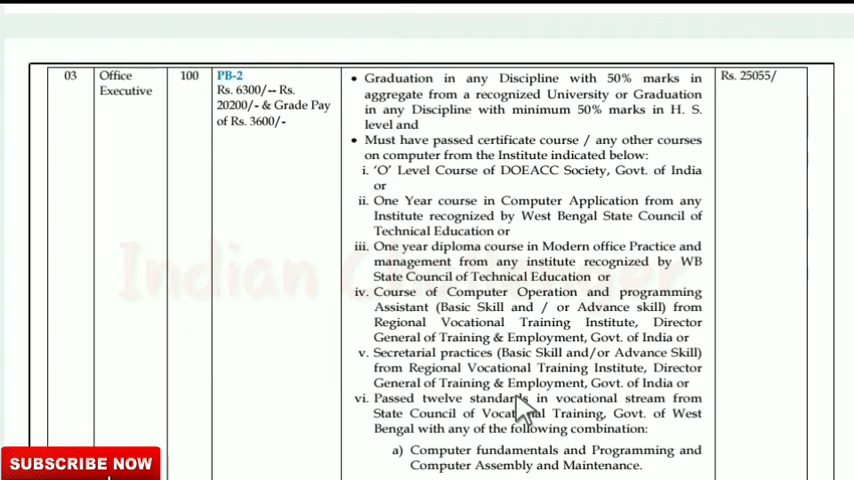 03
Office
Executive
100
PB-2
Rs. 6300/-- Rs.
20200/- & Grade Pay
of Rs. 3600/-
• Graduation in any Discipline with 50% marks in
aggregate from a recognized University or Graduation
in any Discipline with minimum 50% marks in H. S.
level and
• Must have passed certificate course / any other courses
on computer from the Institute indicated below:
i. ‘O’ Level Course of DOEACC Society, Govt. of India
or
ii. One Year course in Computer Application from any
Institute recognized by West Bengal State Council of
Technical Education or
iii. One year diploma course in Modern office Practice and
management from any institute recognized by WB
State Council of Technical Education or
iv. Course of Computer Operation and programming
Assistant (Basic Skill and / or Advance skill) from
Regional Vocational Training Institute, Director
General of Training & Employment, Govt. of India or
v. Secretarial practices (Basic Skill and/or Advance Skill)
from Regional Vocational Training Institute, Director
General of Training & Employment, Govt. of India or
vi. Passed twelve standards in vocational stream from
State Council of Vocational Training, Govt. of West
Bengal with any of the following combination:
a) Computer fundamentals and Programming and
Computer Assembly and Maintenance.
Rs. 25055/
Indian Challenger
SUBSCRIBE NOW